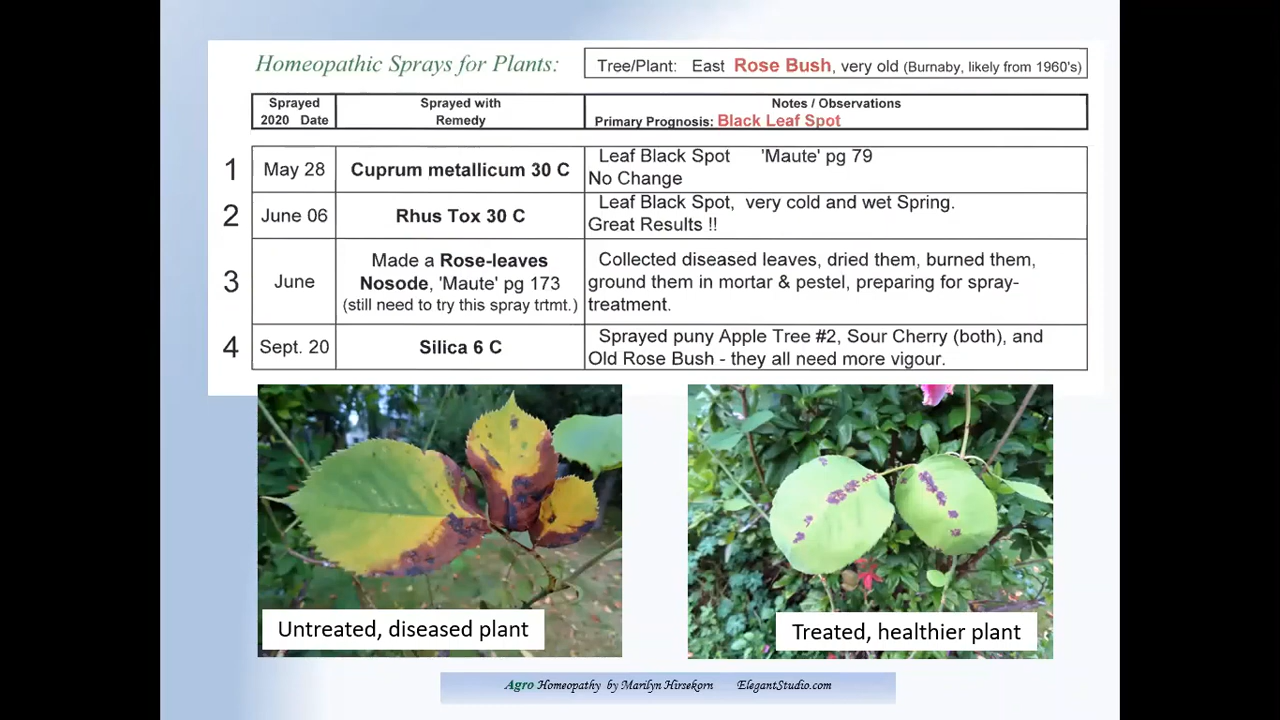 Homeopathic Sprays for Plants:
Tree/Plant: East Rose Bush, very old (Burnaby, likely from 1960's)
Sprayed
2020 Date
Sprayed with
Remedy
Notes / Observations
Primary Prognosis: Black Leaf Spot
1
May 28
Cuprum metallicum 30 C
Leaf Black Spot 'Maute' pg 79
No Change
2
June 06
Rhus Tox 30 C
Leaf Black Spot, very cold and wet Spring.
Great Results !!
3
June
Made a Rose-leaves
Nosode, 'Maute' pg 173
(still need to try this spray trtmt.)
Collected diseased leaves, dried them, burned them,
ground them in mortar & pestel, preparing for spray-
treatment.
4
Sept. 20
Silica 6 C
Sprayed puny Apple Tree #2, Sour Cherry (both), and
Old Rose Bush - they all need more vigour.
Untreated, diseased plant
Treated, healthier plant
Agro Homeopathy by Marilyn Hirsekorn ElegantStudio.com